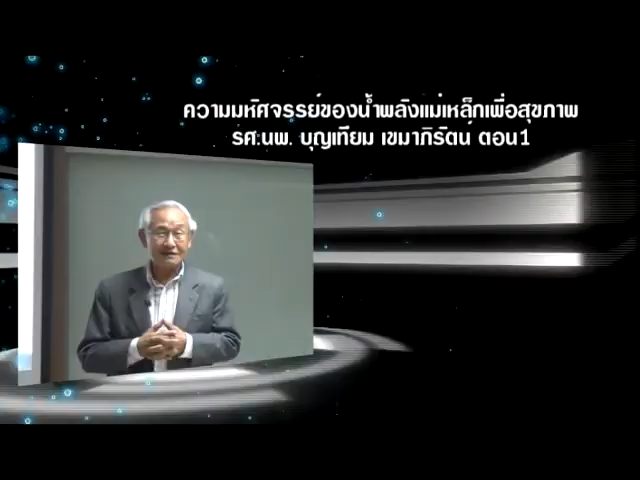 ความมหัศจรรย์ของน้ำพลังแม่เหล็กเพื่อสุขภาพ
รศ.นพ. บุญเทียม เขมาภิรัตน์ ตอน1